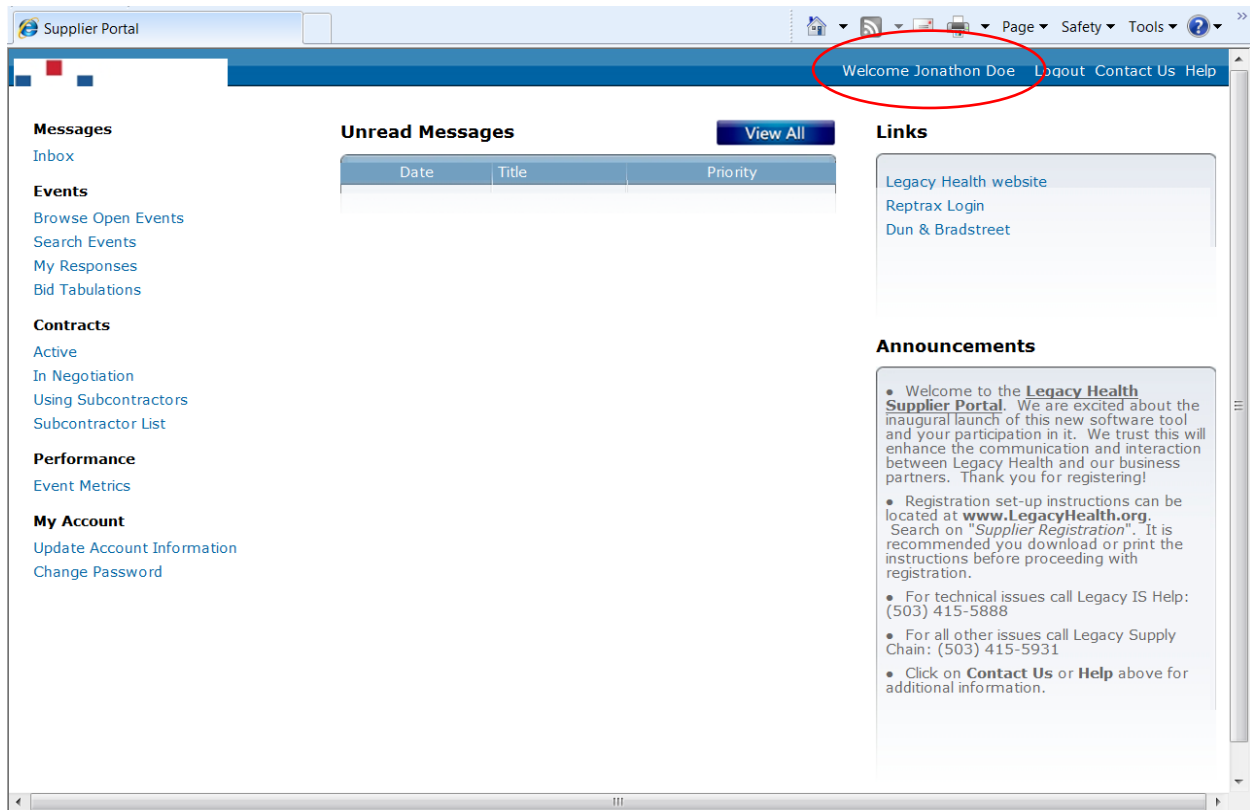 Supplier Portal
Page Safety Tools
Welcome Jonathon Doe Logout Contact Us Help
Messages
Inbox
Events
Browse Open Events
Search Events
My Responses
Bid Tabulations
Contracts
Active
In Negotiation
Using Subcontractors
Subcontractor List
Performance
Event Metrics
My Account
Update Account Information
Change Password
Unread Messages
View All
Date Title Priority
Links
Legacy Health website
Reptrax Login
Dun & Bradstreet
Announcements
• Welcome to the Legacy Health
Supplier Portal. We are excited about the
inaugural launch of this new software tool
and your participation in it. We trust this will
enhance the communication and interaction
between Legacy Health and our business
partners. Thank you for registering!
• Registration set-up instructions can be
located at www.LegacyHealth.org.
Search on "Supplier Registration". It is
recommended you download or print the
instructions before proceeding with
registration.
• For technical issues call Legacy IS Help:
(503) 415-5888
• For all other issues call Legacy Supply
Chain: (503) 415-5931
• Click on Contact Us or Help above for
additional information.